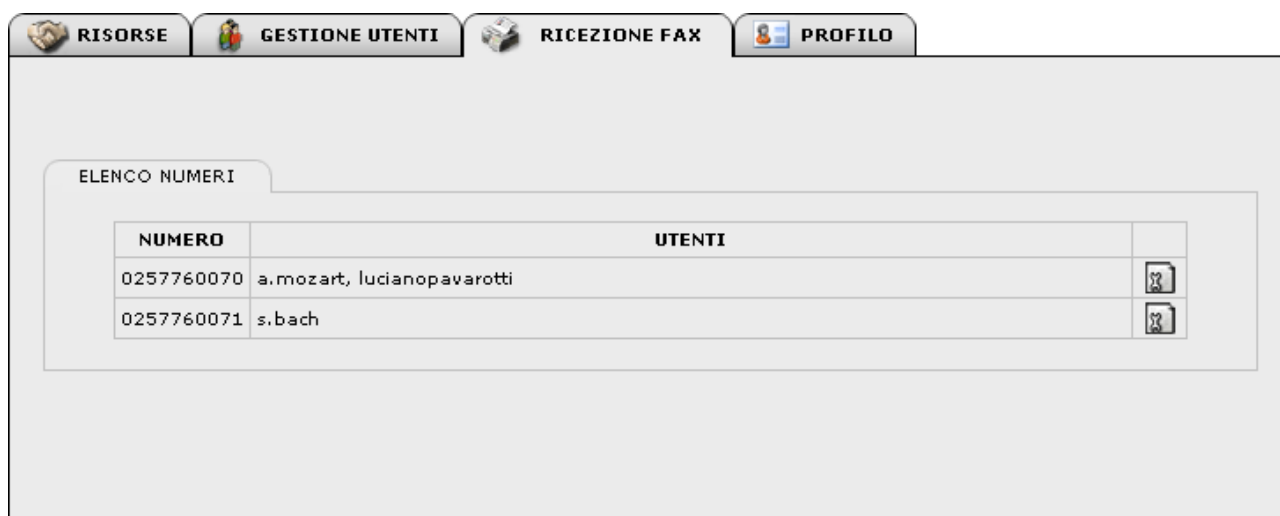 RISORSE GESTIONE UTENTI RICEZIONE FAX PROFILO
ELENCO NUMERI
NUMERO UTENTI
0257760070 a.mozart, lucianopavarotti
0257760071 s.bach